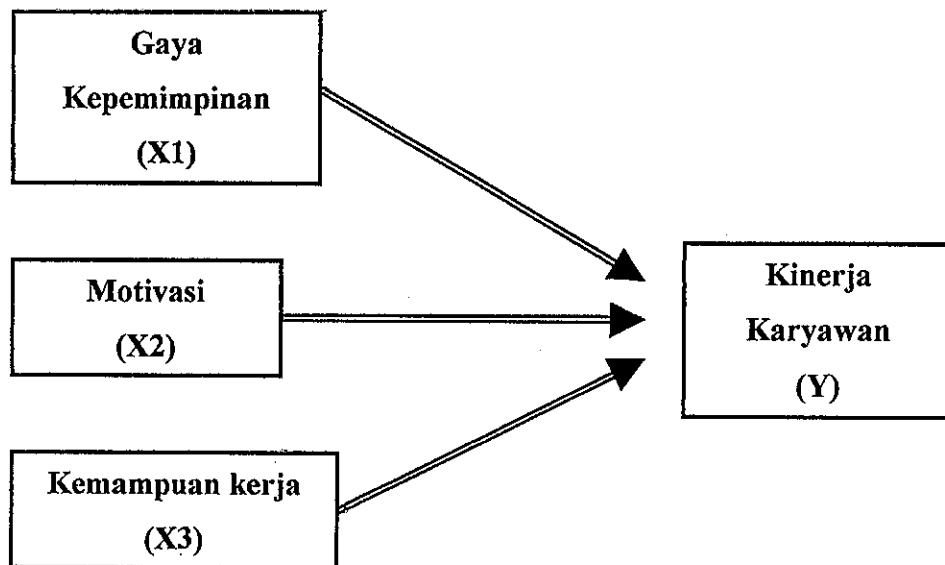 Gaya
Kepemimpinan
(X1)
Motivasi
(X2)
Kemampuan kerja
(X3)
Kinerja
Karyawan
(Y)